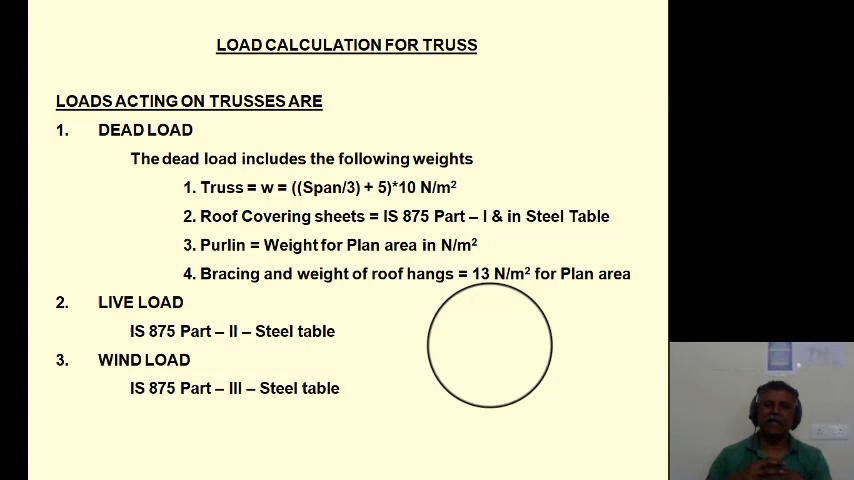 LOAD CALCULATION FOR TRUSS
LOADS ACTING ON TRUSSES ARE
1. DEAD LOAD
The dead load includes the following weights
1. Truss = w = ((Span/3) + 5)*10 N/m²
2. Roof Covering sheets = IS 875 Part – I & in Steel Table
3. Purlin = Weight for Plan area in N/m²
4. Bracing and weight of roof hangs = 13 N/m² for Plan area
2. LIVE LOAD
IS 875 Part – II – Steel table
3. WIND LOAD
IS 875 Part – III – Steel table